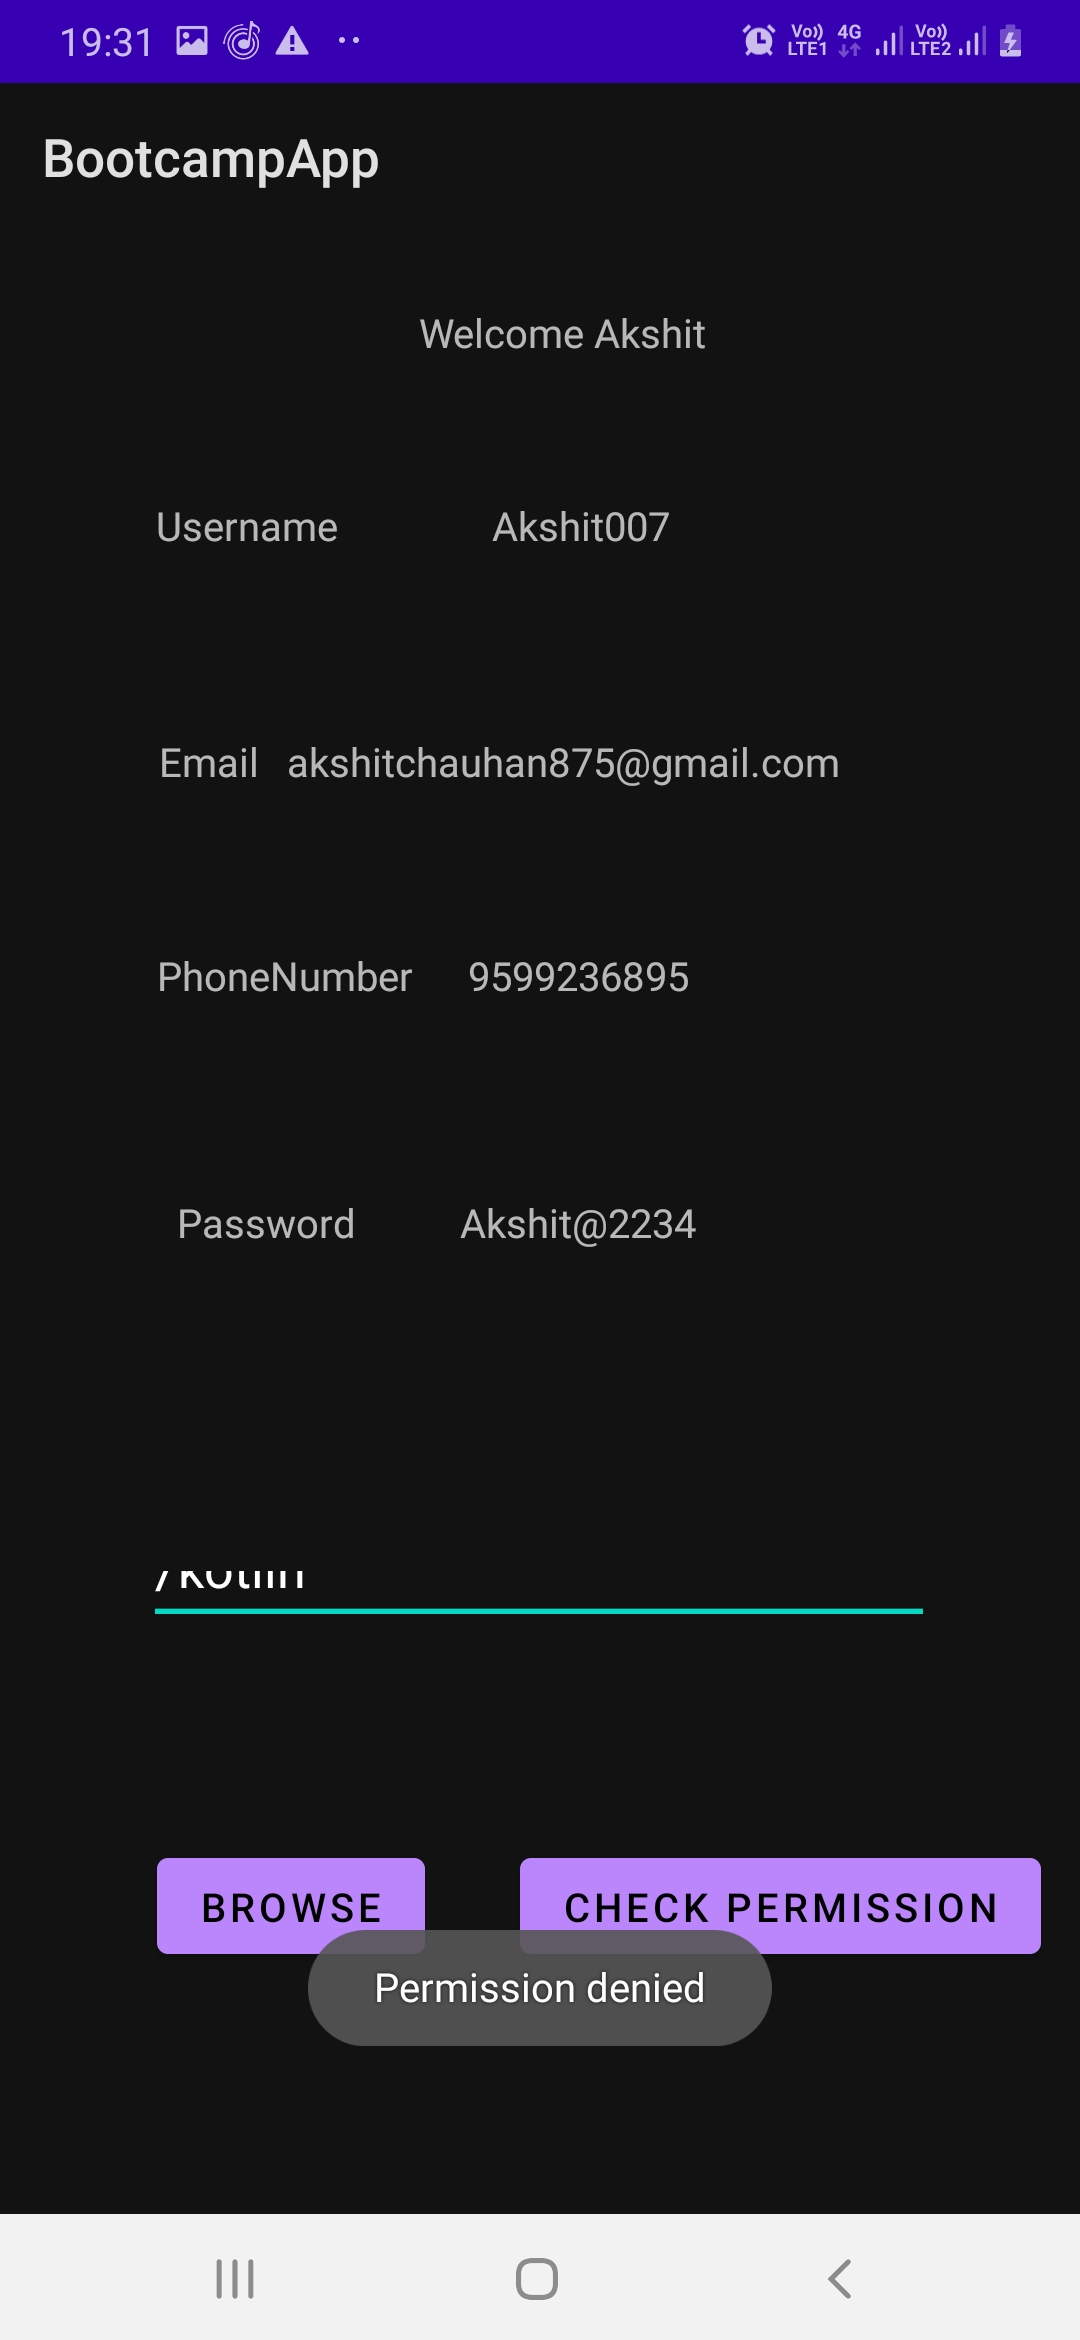 19:31 Vo)) LTE1 4G Vo)) LTE2
BootcampApp
Welcome Akshit
Username Akshit007
Email akshitchauhan875@gmail.com
PhoneNumber 9599236895
Password Akshit@2234
/kotlin
BROWSE CHECK PERMISSION
Permission denied